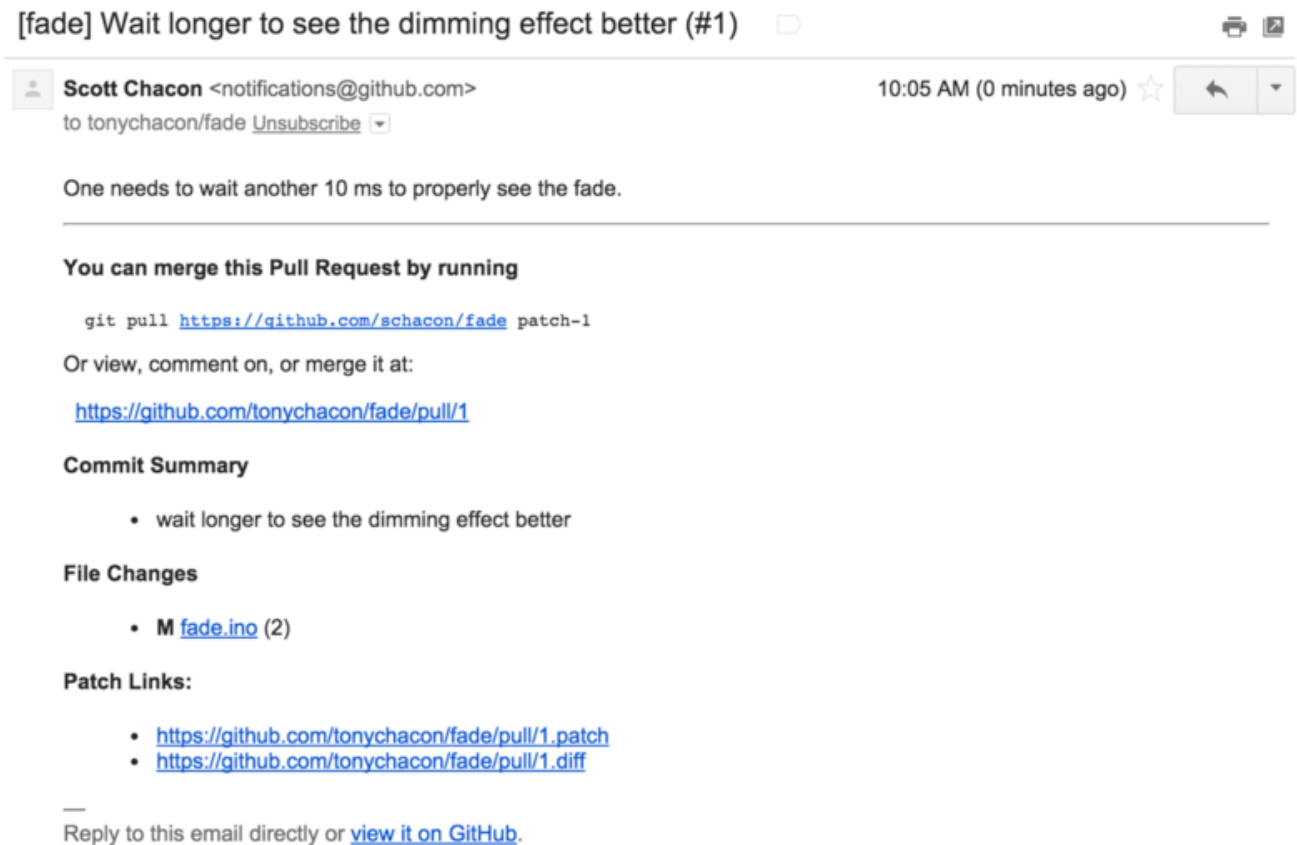 [fade] Wait longer to see the dimming effect better (#1)
Scott Chacon <notifications@github.com>
10:05 AM (0 minutes ago)
to tonychacon/fade Unsubscribe
One needs to wait another 10 ms to properly see the fade.
You can merge this Pull Request by running
git pull https://github.com/schacon/fade patch-1
Or view, comment on, or merge it at:
https://github.com/tonychacon/fade/pull/1
Commit Summary
• wait longer to see the dimming effect better
File Changes
• M fade.ino (2)
Patch Links:
• https://github.com/tonychacon/fade/pull/1.patch
• https://github.com/tonychacon/fade/pull/1.diff
—
Reply to this email directly or view it on GitHub.